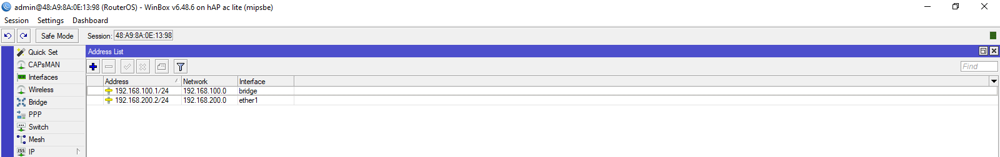 admin@48:A9:8A:0E:13:98 (RouterOS) - WinBox v6.48.6 on hAP ac lite (mipsbe)
Session Settings Dashboard
Safe Mode Session: 48:A9:8A:0E:13:98
Quick Set
CAPsMAN
Interfaces
Wireless
Bridge
PPP
Switch
Mesh
255 IP
Address List
Find
Address Network Interface
192.168.100.1/24 192.168.100.0 bridge
192.168.200.2/24 192.168.200.0 ether1